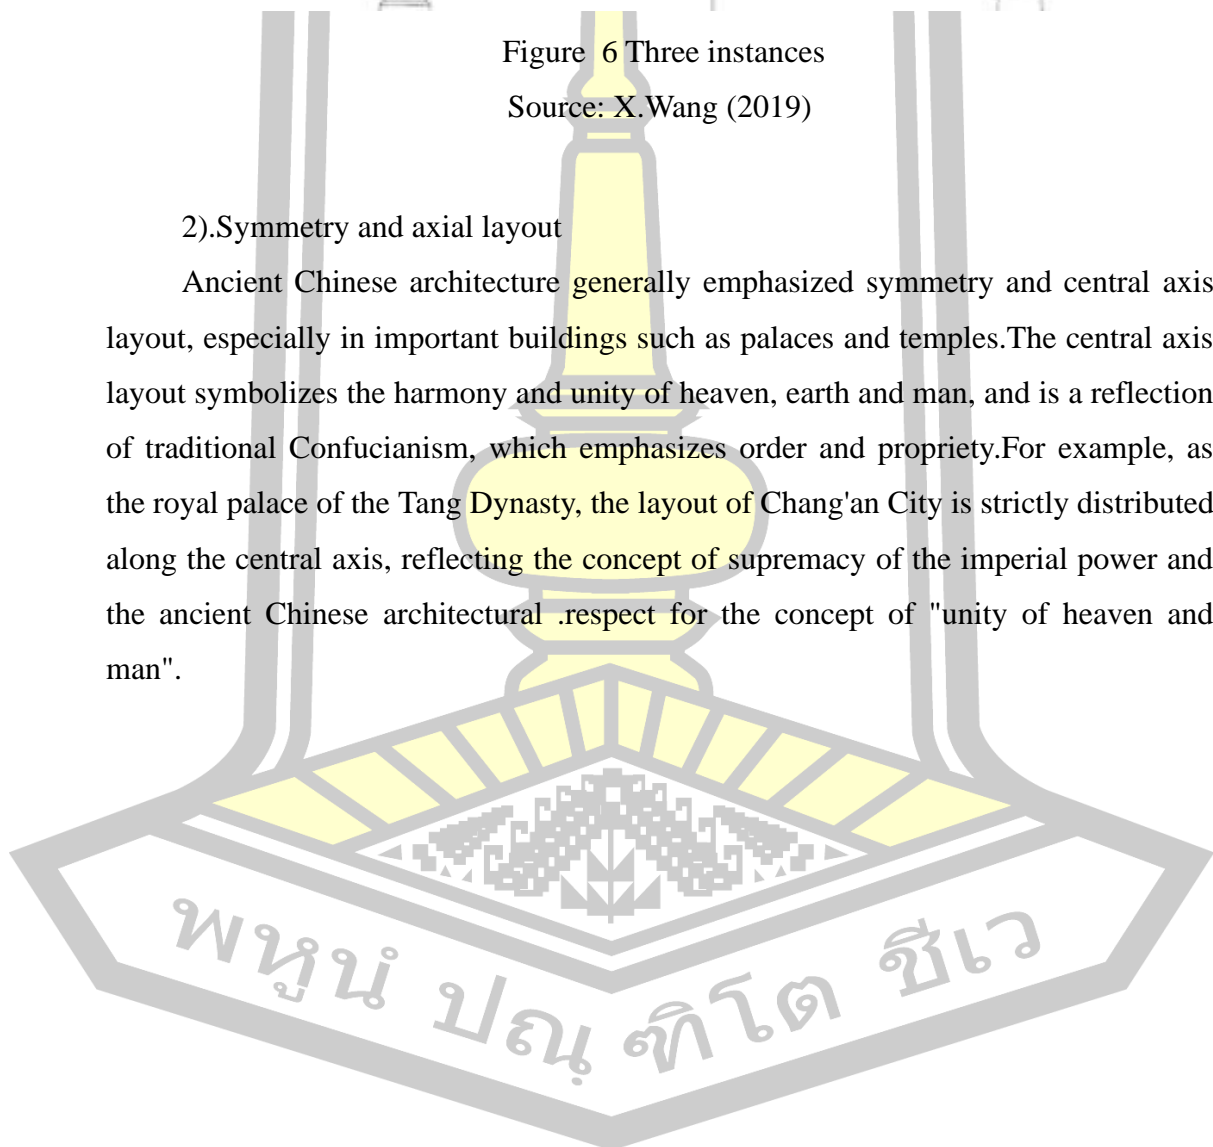 Figure  6 Three instances
Source: X.Wang (2019)
2).Symmetry and axial layout
Ancient Chinese architecture generally emphasized symmetry and central axis
layout, especially in important buildings such as palaces and temples.The central axis
layout symbolizes the harmony and unity of heaven, earth and man, and is a reflection
of traditional Confucianism, which emphasizes order and propriety.For example, as
the royal palace of the Tang Dynasty, the layout of Chang'an City is strictly distributed
along the central axis, reflecting the concept of supremacy of the imperial power and
the ancient Chinese architectural .respect for the concept of "unity of heaven and
man".
พหูนํ ปณฺฑิโต ชีเว